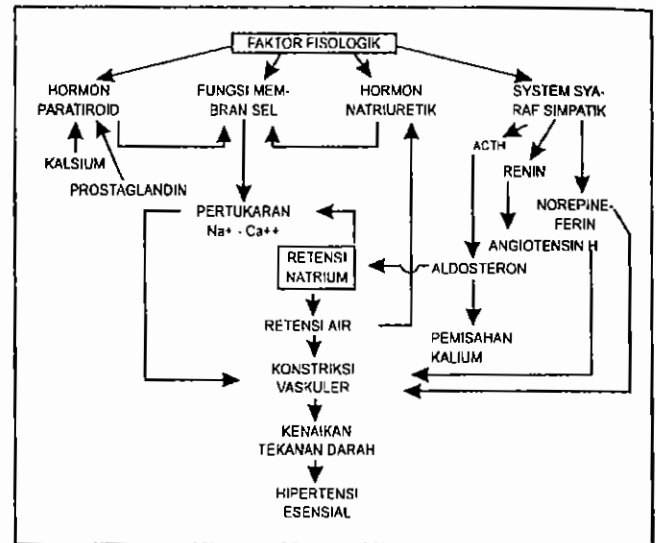 FAKTOR FISOLOGIK
HORMON
PARATIROID
FUNGSI MEM-
BRAN SEL
HORMON
NATRIURETIK
SYSTEM SYA-
RAF SIMPATIK
KALSIUM
PROSTAGLANDIN
ACTH
RENIN
NOREPINE-
FERIN
PERTUKARAN
Na+ - Ca++
ANGIOTENSIN H
RETENSI
NATRIUM
ALDOSTERON
RETENSI AIR
PEMISAHAN
KALIUM
KONSTRIKSI
VASKULER
KENAIKAN
TEKANAN DARAH
HIPERTENSI
ESENSIAL